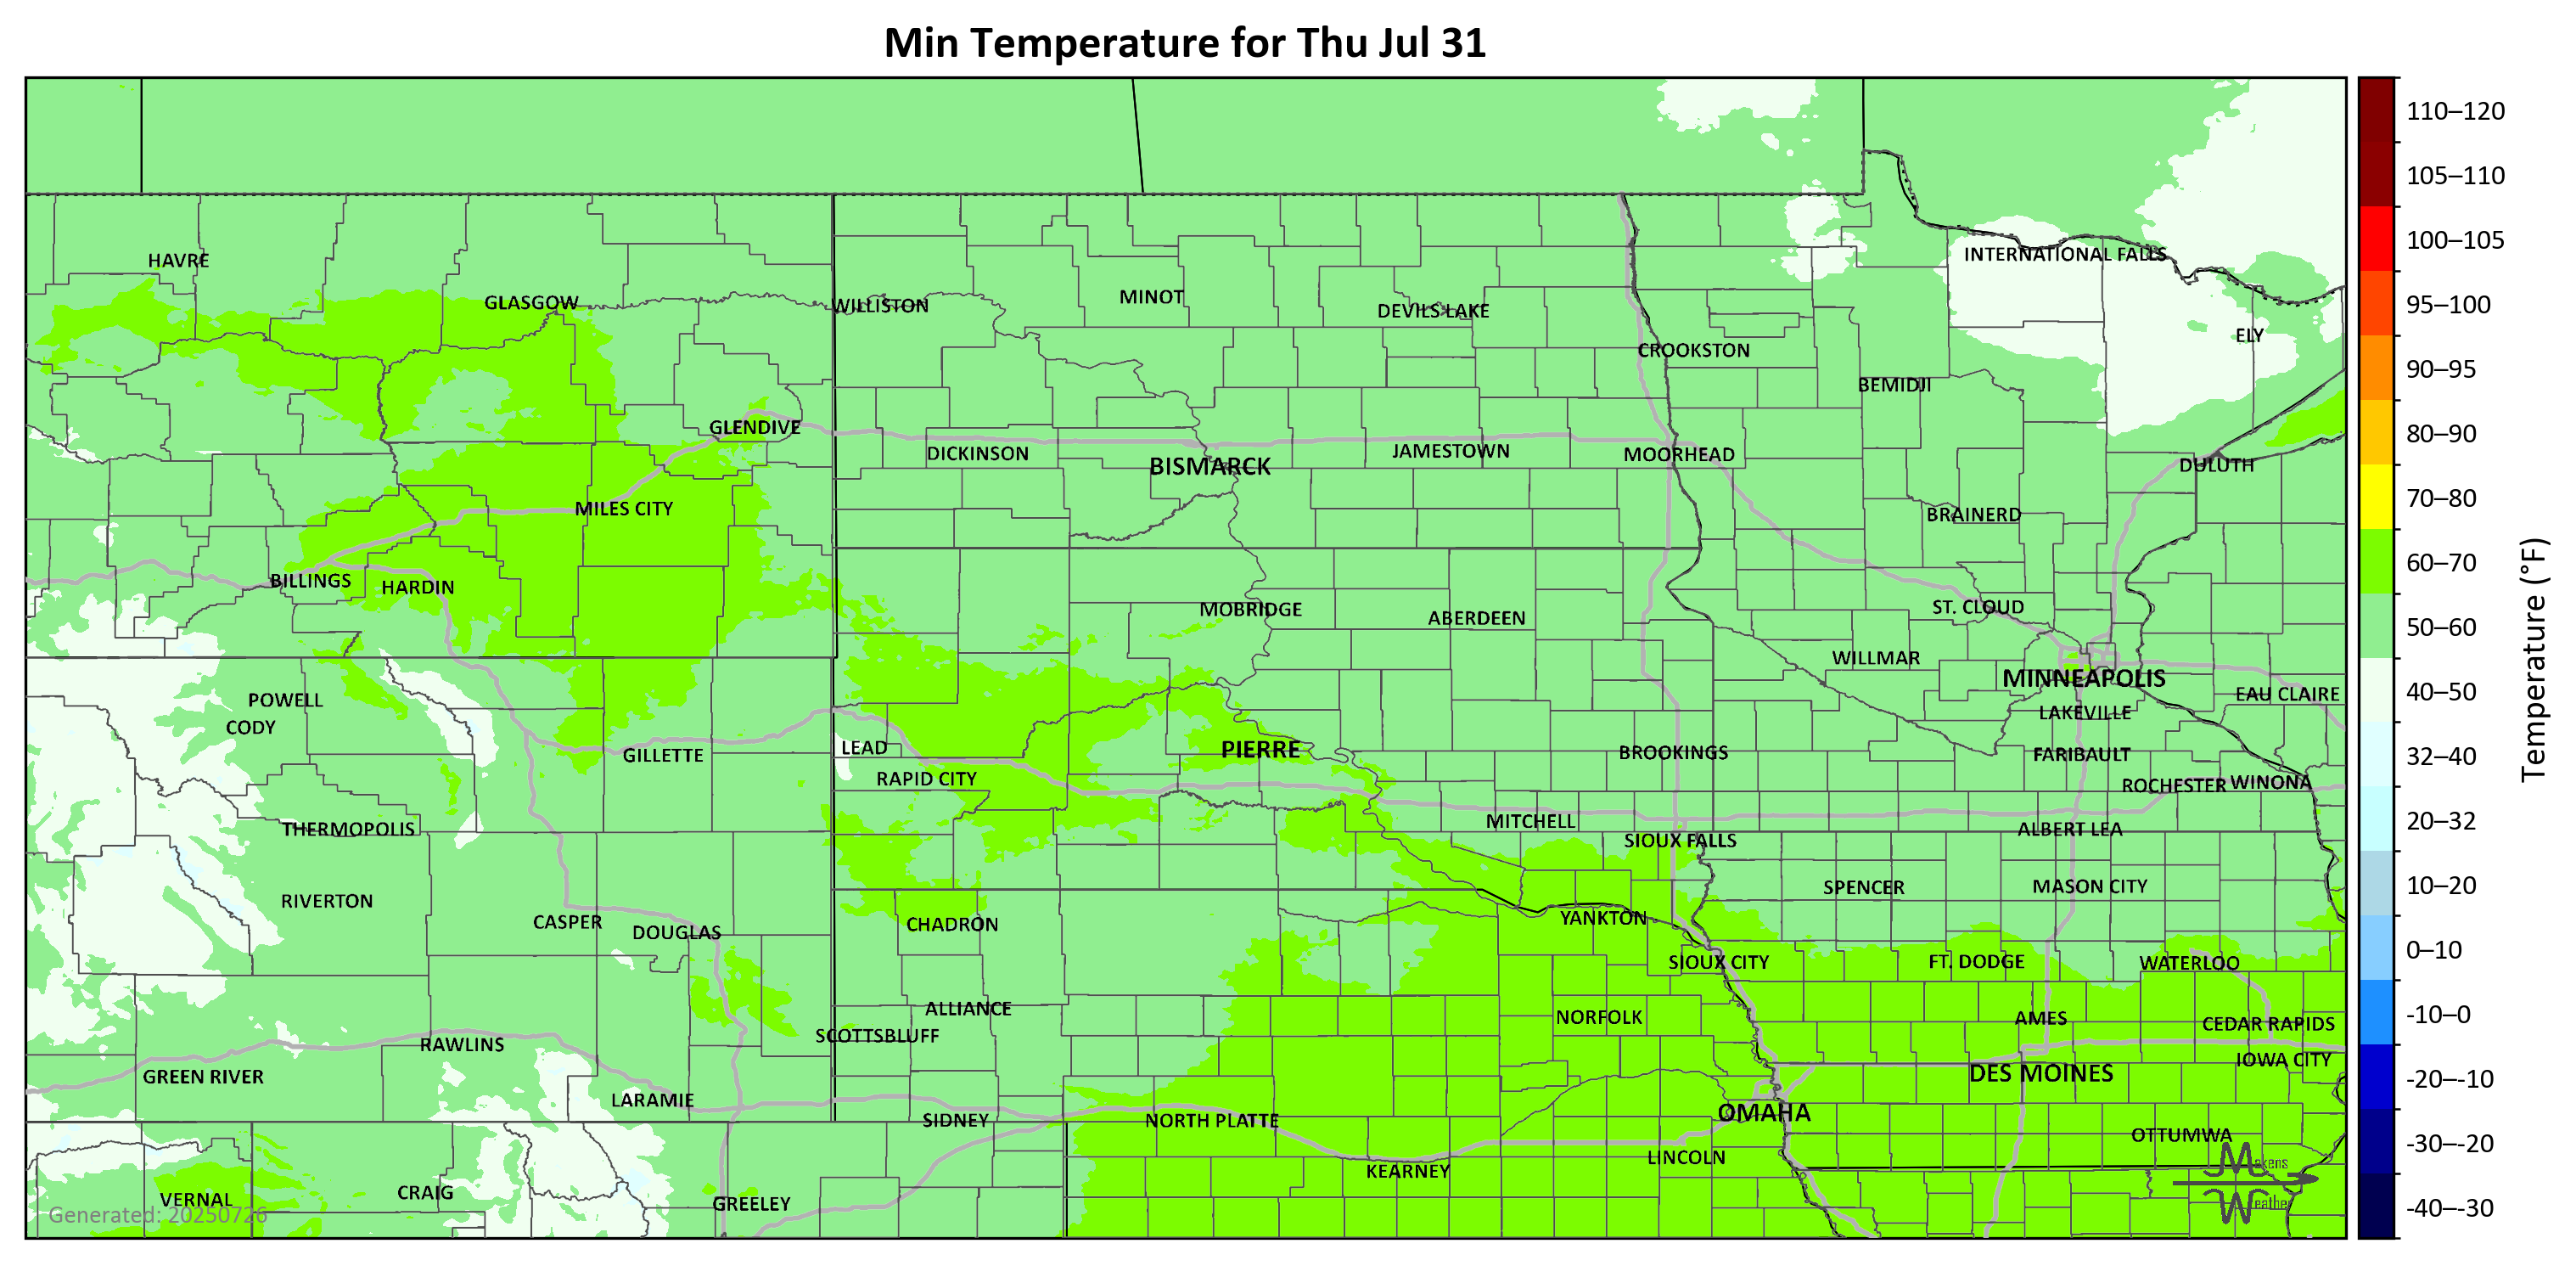 Min Temperature for Thu Jul 31
110–120
105–110
100–105
95–100
90–95
80–90
70–80
60–70
50–60
40–50
32–40
20–32
10–20
0–10
-10–0
-20–-10
-30–-20
-40–-30
Temperature (°F)
HAVRE
GLASGOW
WILLISTON
MINOT
DEVILS LAKE
INTERNATIONAL FALLS
ELY
CROOKSTON
BEMIDJI
GLENDIVE
DICKINSON
BISMARCK
JAMESTOWN
MOORHEAD
DULUTH
MILES CITY
BRAINERD
BILLINGS
HARDIN
MOBRIDGE
ABERDEEN
ST. CLOUD
WILLMAR
MINNEAPOLIS
EAU CLAIRE
POWELL
CODY
LAKEVILLE
GILLETTE
LEAD
PIERRE
BROOKINGS
FARIBAULT
RAPID CITY
ROCHESTER
WINONA
THERMOPOLIS
MITCHELL
SIOUX FALLS
ALBERT LEA
RIVERTON
SPENCER
MASON CITY
CASPER
DOUGLAS
CHADRON
YANKTON
SIOUX CITY
FT. DODGE
WATERLOO
ALLIANCE
SCOTTSBLUFF
NORFOLK
AMES
CEDAR RAPIDS
RAWLINS
IOWA CITY
GREEN RIVER
DES MOINES
LARAMIE
SIDNEY
NORTH PLATTE
OMAHA
OTTUMWA
LINCOLN
KEARNEY
VERNAL
CRAIG
GREELEY
Makens
Weather
Generated: 20250726